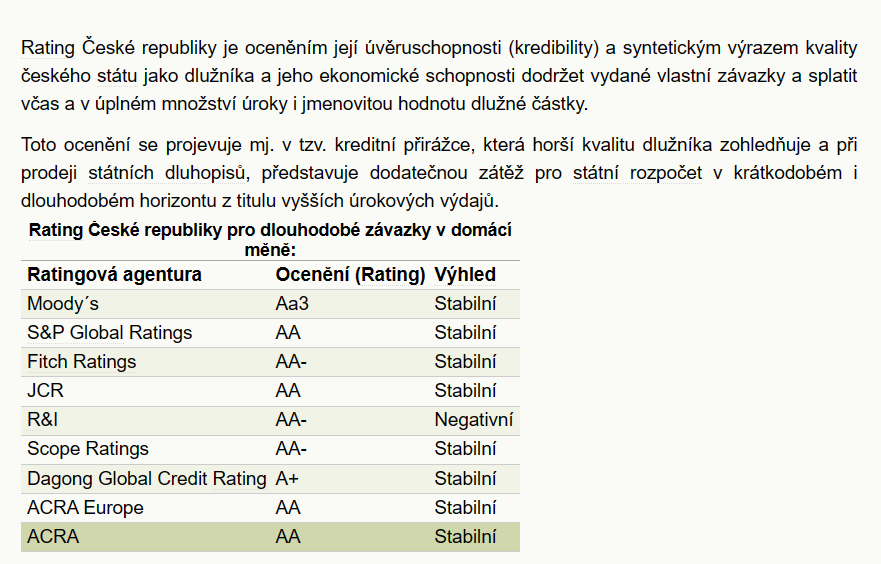 Rating České republiky je oceněním její úvěruschopnosti (kredibility) a syntetickým výrazem kvality
českého státu jako dlužníka a jeho ekonomické schopnosti dodržet vydané vlastní závazky a splatit
včas a v úplném množství úroky i jmenovitou hodnotu dlužné částky.
Toto ocenění se projevuje mj. v tzv. kreditní přirážce, která horší kvalitu dlužníka zohledňuje a při
prodeji státních dluhopisů, představuje dodatečnou zátěž pro státní rozpočet v krátkodobém i
dlouhodobém horizontu z titulu vyšších úrokových výdajů.
Rating České republiky pro dlouhodobé závazky v domácí
měně:
Ratingová agentura Ocenění (Rating) Výhled
Moody´s Aa3 Stabilní
S&P Global Ratings AA Stabilní
Fitch Ratings AA- Stabilní
JCR AA Stabilní
R&I AA- Negativní
Scope Ratings AA- Stabilní
Dagong Global Credit Rating A+ Stabilní
ACRA Europe AA Stabilní
ACRA AA Stabilní